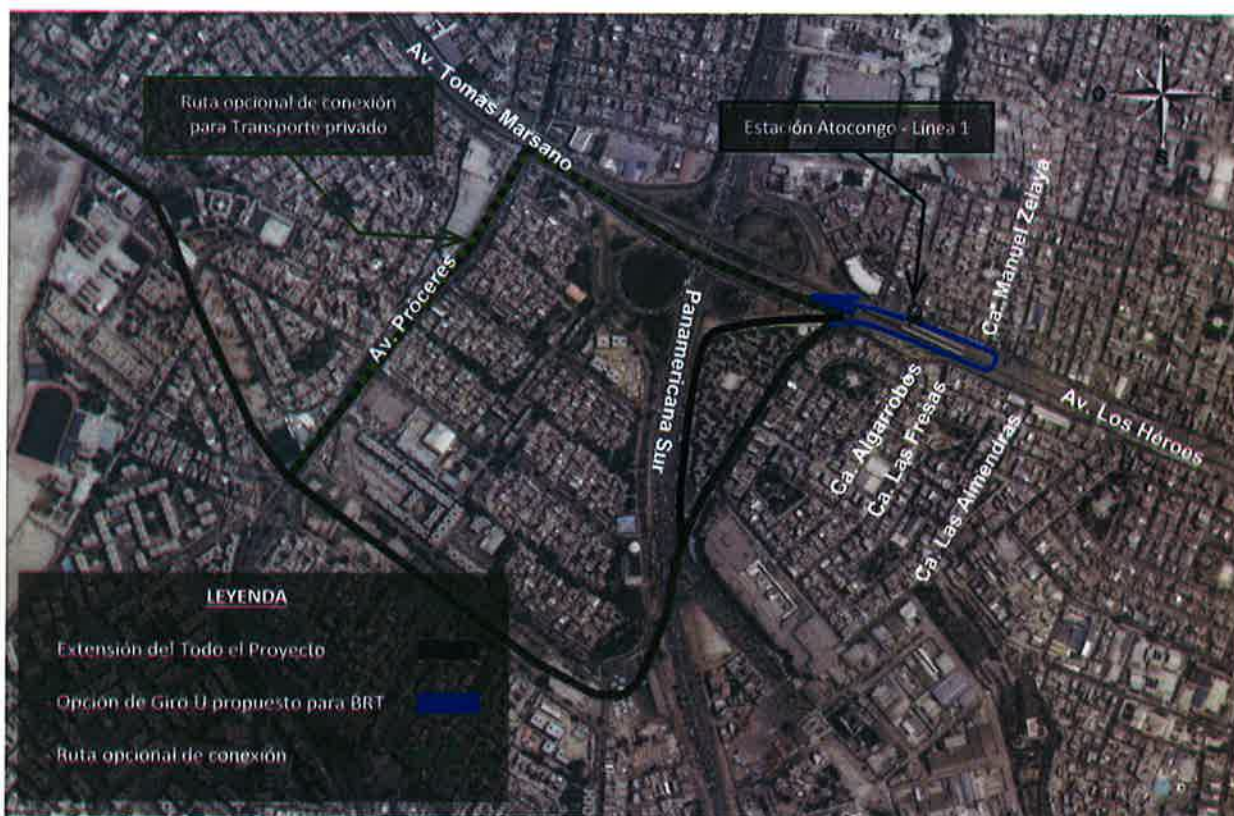 Av. Tomás Marsano
Ruta opcional de conexión
para Transporte privado
Estación Atocongo - Línea 1
N
O
E
S
Ca. Manuel Zelaya
Av. Próceres
Panamericana Sur
Av. Los Héroes
Ca. Algarrobos
Ca. Las Fresas
Ca. Las Almendras
LEYENDA
Extensión del Todo el Proyecto
Opción de Giro U propuesto para BRT
Ruta opcional de conexión